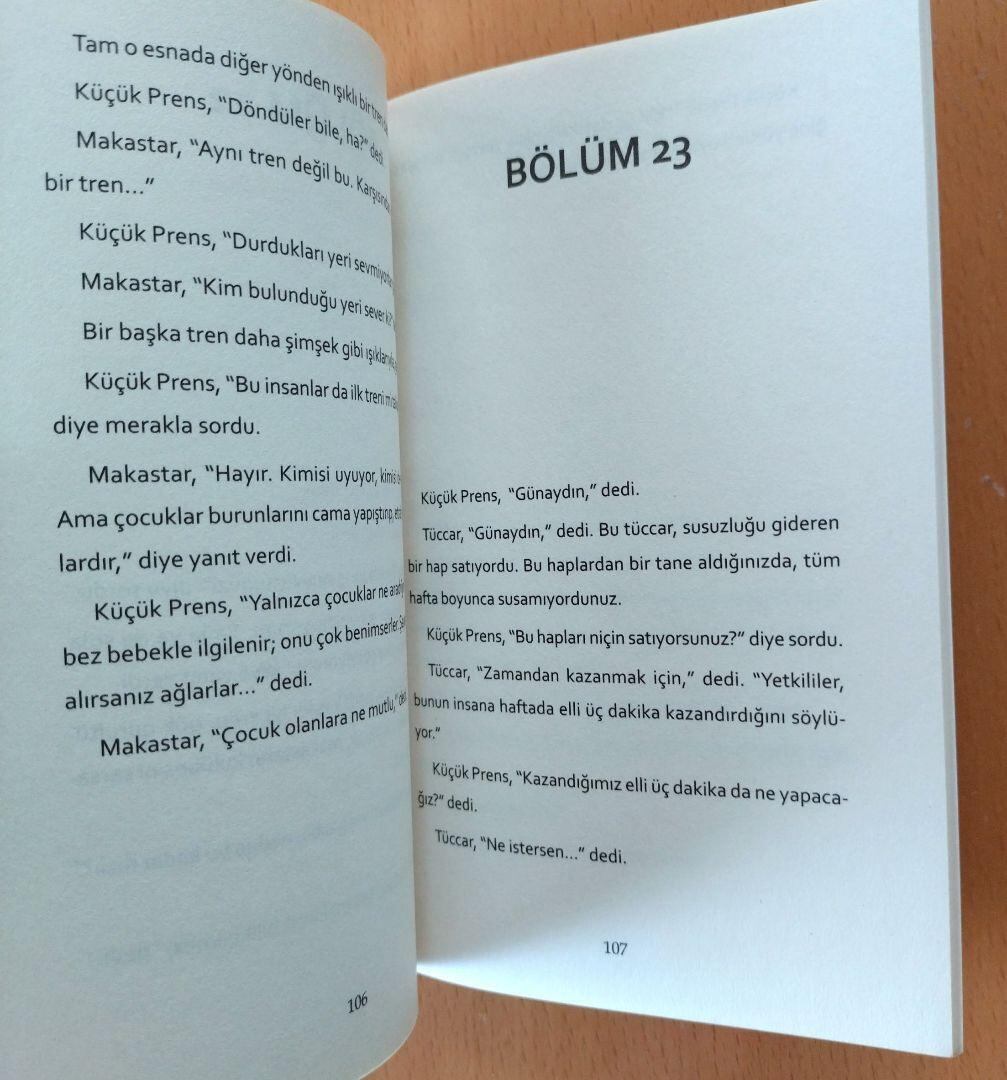 Tam o esnada diğer yönden ışıklı bir
Küçük Prens, “Döndüler bile, ha?” dedi
Makastar, “Aynı tren değil bu.
bir tren...”
Küçük Prens, “Durdukları yeri
Makastar, “Kim bulunduğu yeri sever
Bir başka tren daha şimşek gibi
Küçük Prens, “Bu insanlar da ilk treni
diye merakla sordu.
Makastar, “Hayır. Kimisi uyuyor,
Ama çocuklar burunlarını cama yapıştırıp,
lardır,” diye yanıt verdi.
Küçük Prens, “Yalnızca çocuklar ne
bez bebekle ilgilenir; onu çok benimserler.
alırsanız ağlarlar...” dedi.
Makastar, “Çocuk olanlara ne mutlu,”
106
BÖLÜM 23
Küçük Prens, “Günaydın,” dedi.
Tüccar, “Günaydın,” dedi. Bu tüccar, susuzluğu gideren
bir hap satıyordu. Bu haplardan bir tane aldığınızda, tüm
hafta boyunca susamıyordunuz.
Küçük Prens, “Bu hapları niçin satıyorsunuz?” diye sordu.
Tüccar, “Zamandan kazanmak için,” dedi. “Yetkililer,
bunun insana haftada elli üç dakika kazandırdığını söylü-
yor.”
Küçük Prens, “Kazandığımız elli üç dakika da ne yapaca-
ğız?” dedi.
Tüccar, “Ne istersen...” dedi.
107